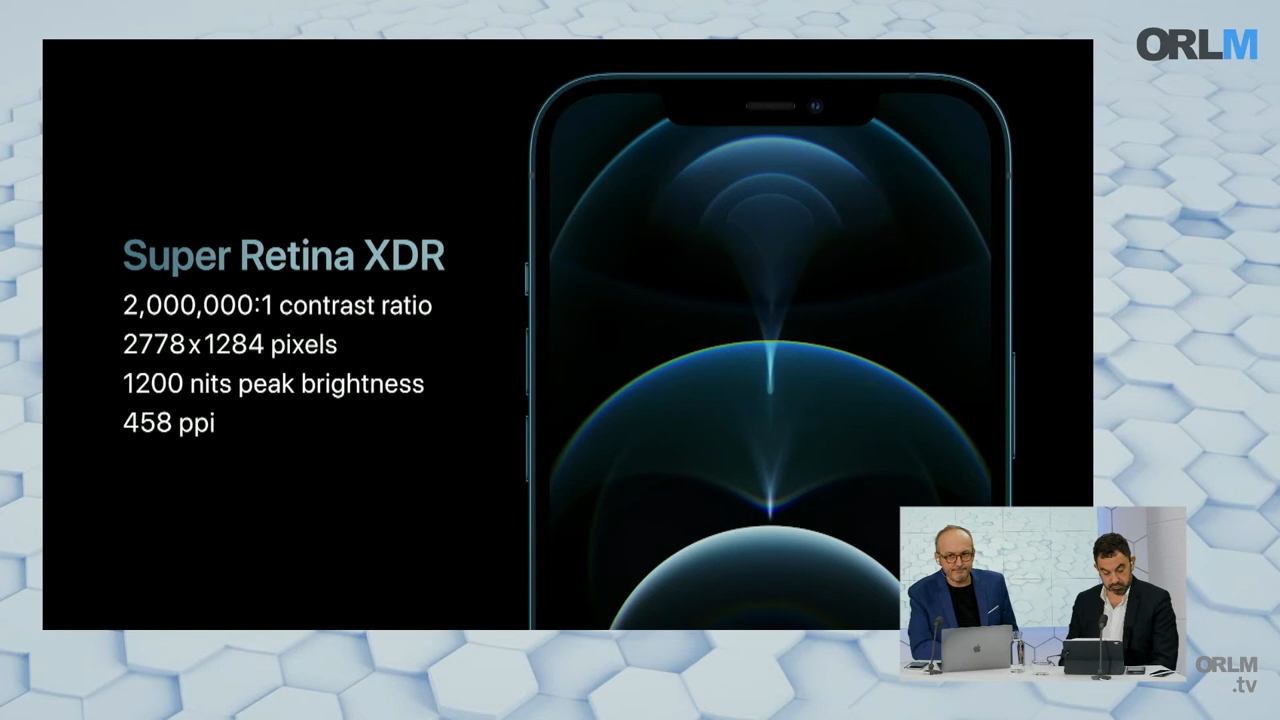 ORLM
Super Retina XDR
2,000,000:1 contrast ratio
2778x1284 pixels
1200 nits peak brightness
458 ppi
ORLM
.tv